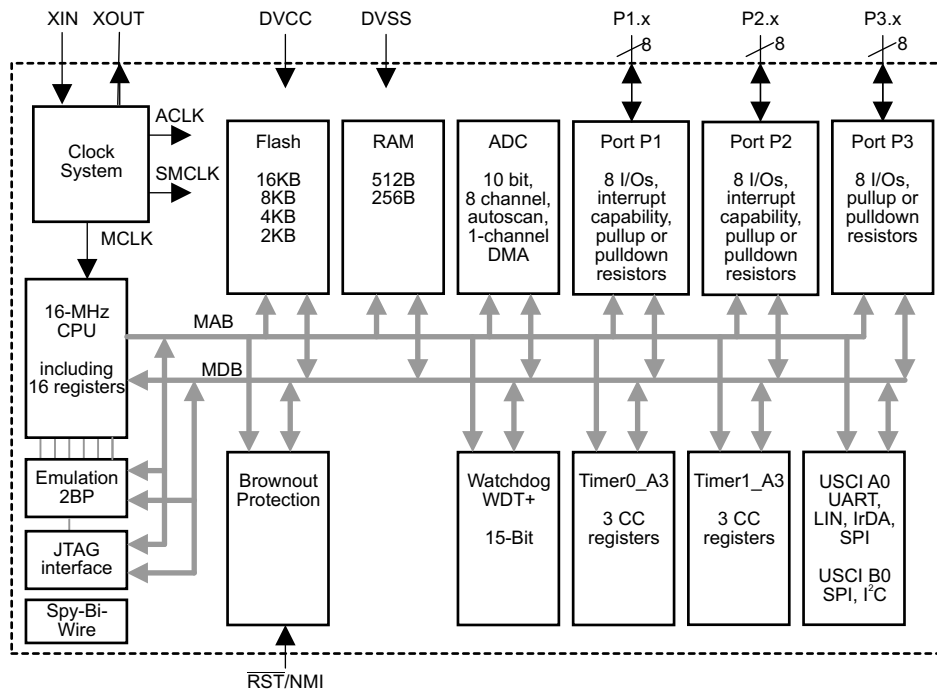 XIN
XOUT
DVCC
DVSS
P1.x
P2.x
P3.x
8
8
8
Clock
System
ACLK
SMCLK
MCLK
Flash
16KB
8KB
4KB
2KB
RAM
512B
256B
ADC
10 bit,
8 channel,
autoscan,
1-channel
DMA
Port P1
8 I/Os,
interrupt
capability,
pullup or
pulldown
resistors
Port P2
8 I/Os,
interrupt
capability,
pullup or
pulldown
resistors
Port P3
8 I/Os,
pullup or
pulldown
resistors
16-MHz
CPU
including
16 registers
MAB
MDB
Emulation
2BP
JTAG
interface
Spy-Bi-
Wire
Brownout
Protection
Watchdog
WDT+
15-Bit
Timer0_A3
3 CC
registers
Timer1_A3
3 CC
registers
USCI A0
UART,
LIN, IrDA,
SPI
USCI B0
SPI, I²C
RST/NMI